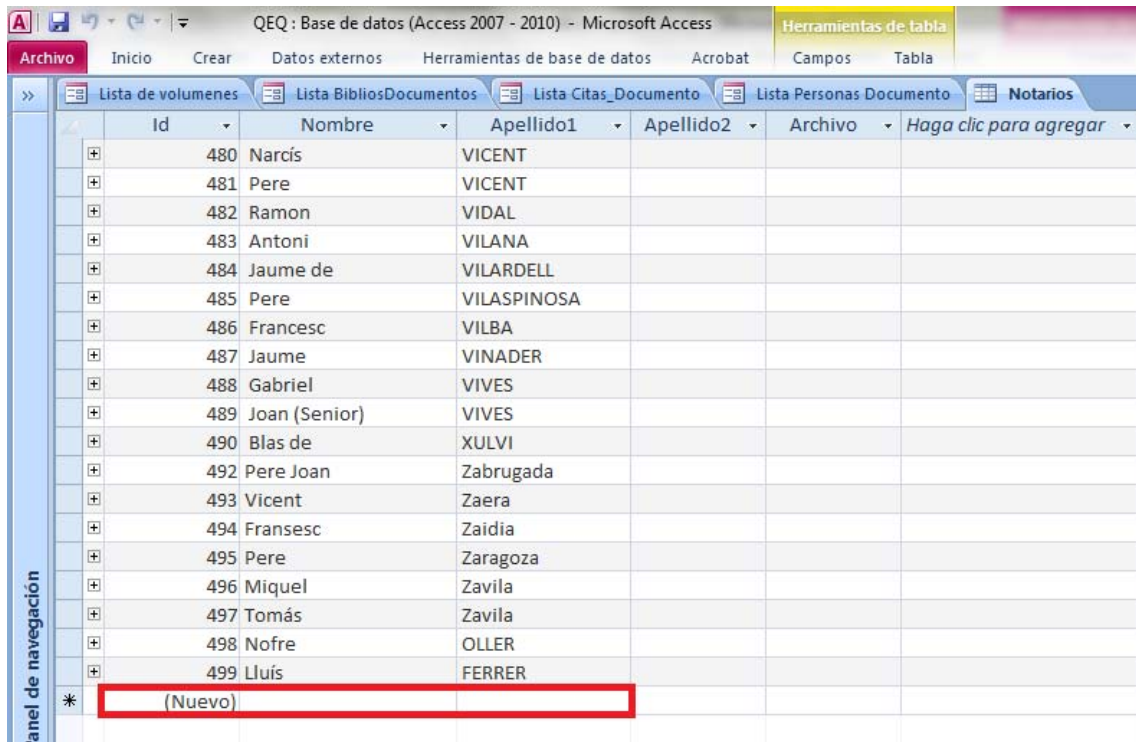 QEQ : Base de datos (Access 2007 - 2010) - Microsoft Access Herramientas de tabla
Archivo Inicio Crear Datos externos Herramientas de base de datos Acrobat Campos Tabla
» Lista de volumenes Lista BibliosDocumentos Lista Citas_Documento Lista Personas Documento Notarios
Id Nombre Apellido1 Apellido2 Archivo Haga clic para agregar
480 Narcís VICENT
481 Pere VICENT
482 Ramon VIDAL
483 Antoni VILANA
484 Jaume de VILARDELL
485 Pere VILASPINOSA
486 Francesc VILBA
487 Jaume VINADER
488 Gabriel VIVES
489 Joan (Senior) VIVES
490 Blas de XULVI
492 Pere Joan Zabrugada
493 Vicent Zaera
494 Fransesc Zaidia
495 Pere Zaragoza
496 Miquel Zavila
497 Tomás Zavila
498 Nofre OLLER
499 Lluís FERRER
(Nuevo)
anel de navegación